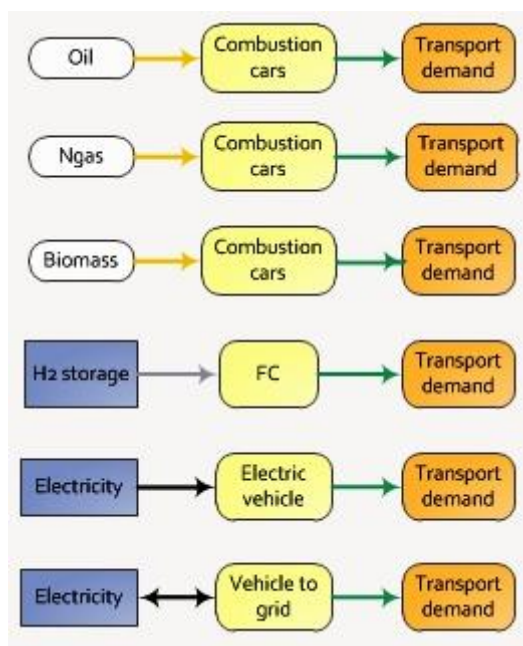 Oil
Combustion
cars
Transport
demand
Ngas
Combustion
cars
Transport
demand
Biomass
Combustion
cars
Transport
demand
H2 storage
FC
Transport
demand
Electricity
Electric
vehicle
Transport
demand
Electricity
Vehicle to
grid
Transport
demand